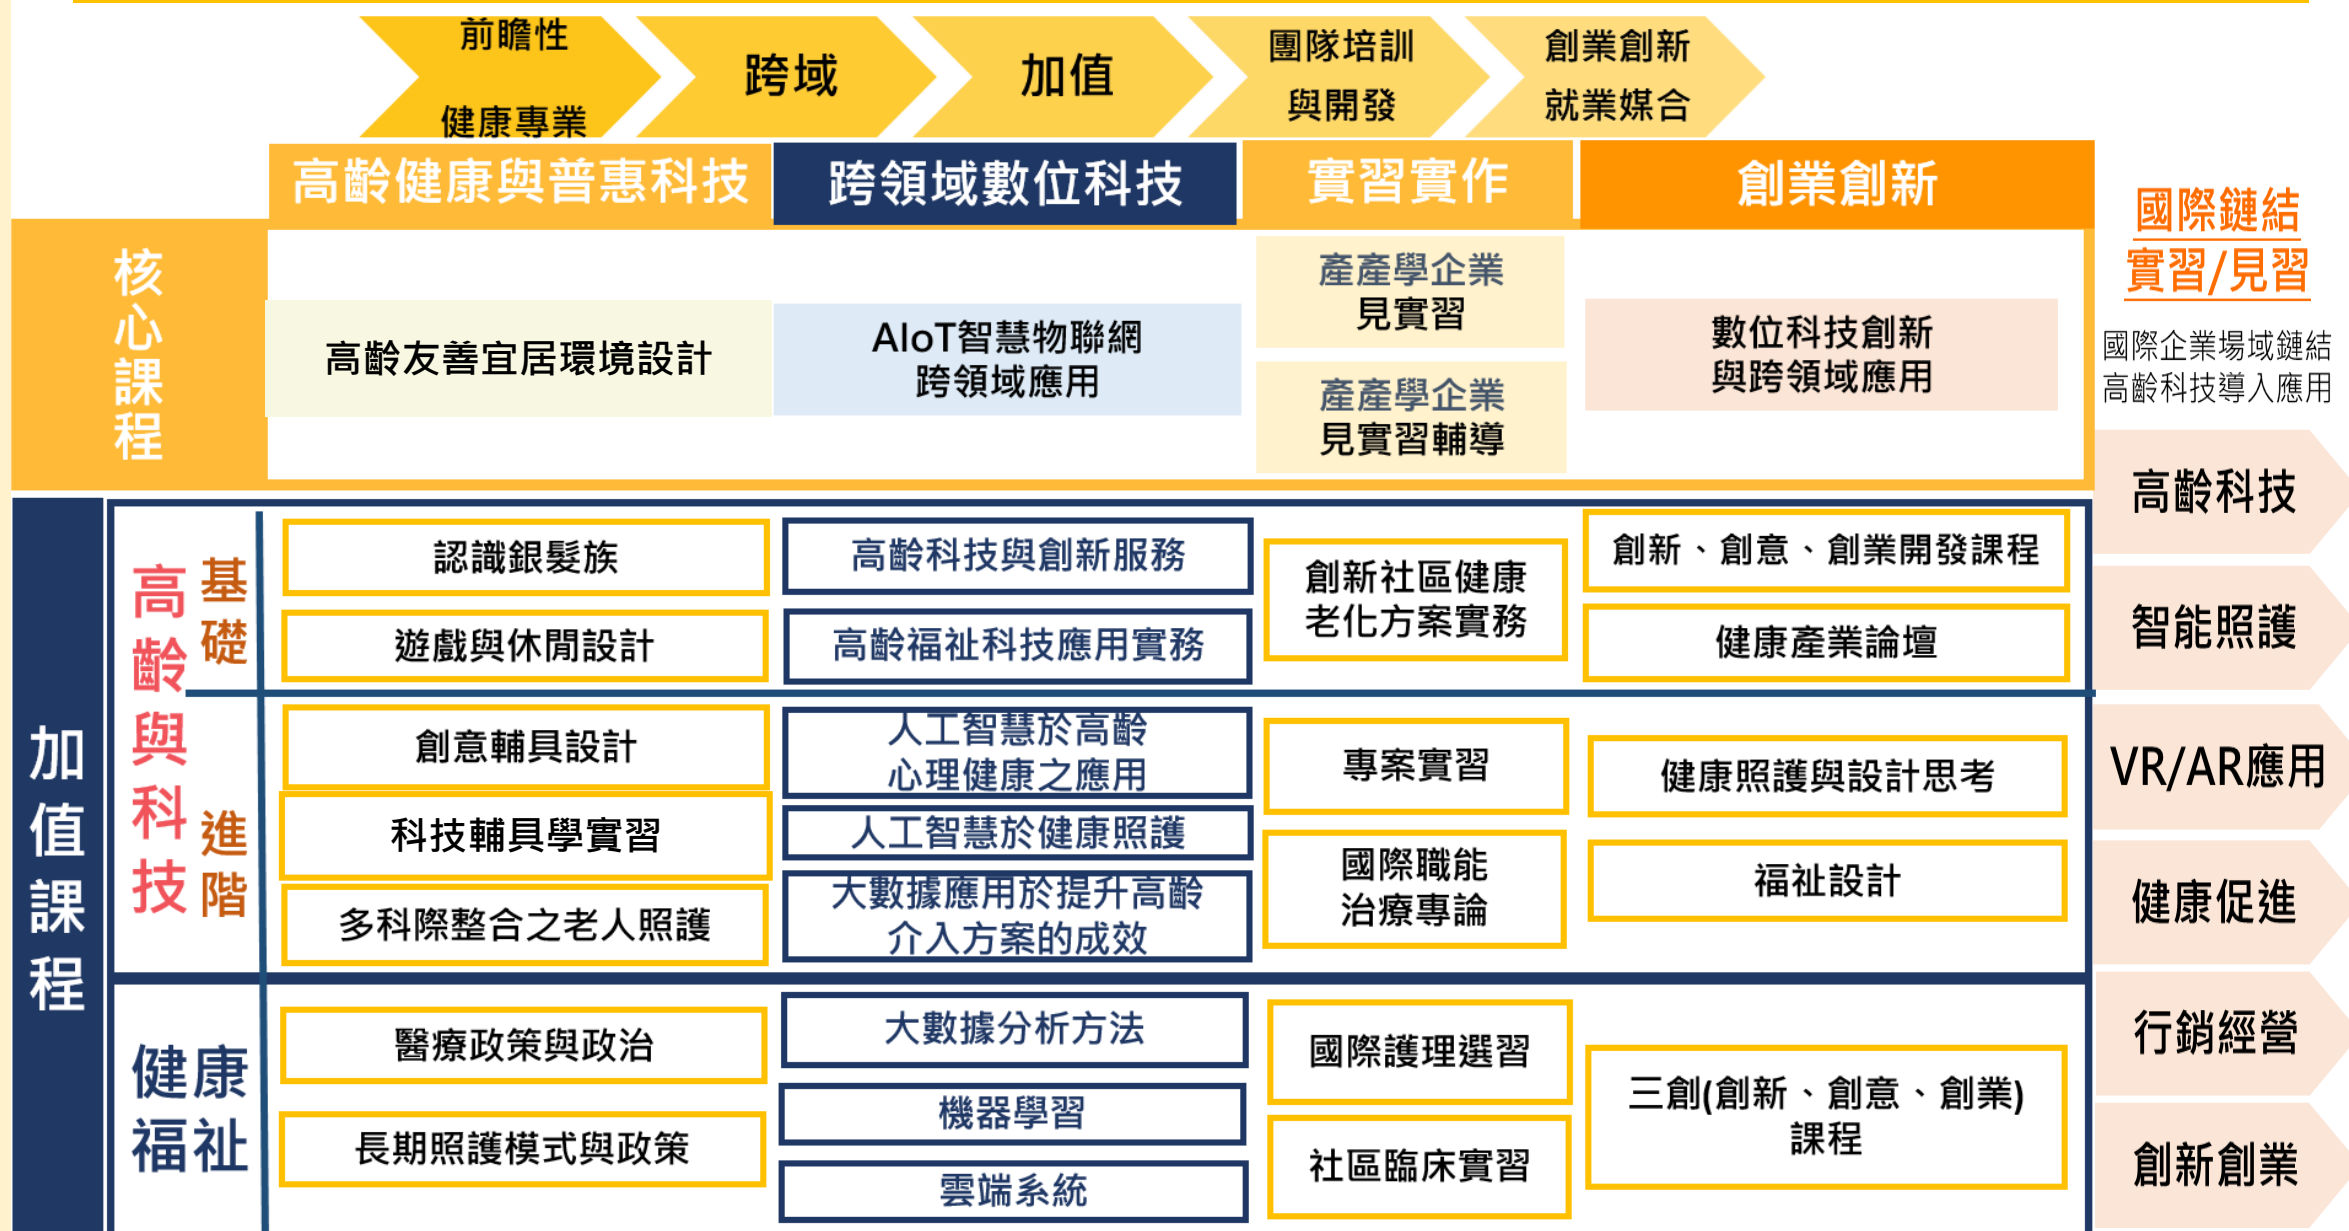 前瞻性
健康專業
跨域
加值
團隊培訓
與開發
創業創新
就業媒合
高齡健康與普惠科技
跨領域數位科技
實習實作
創業創新
國際鏈結
實習/見習
國際企業場域鏈結
高齡科技導入應用
核心課程
高齡友善宜居環境設計
AIoT智慧物聯網
跨領域應用
產產學企業
見實習
產產學企業
見實習輔導
數位科技創新
與跨領域應用
加值課程
高齡與科技
基礎
認識銀髮族
遊戲與休閒設計
高齡科技與創新服務
高齡福祉科技應用實務
創新社區健康
老化方案實務
創新、創意、創業開發課程
健康產業論壇
進階
創意輔具設計
科技輔具學實習
多科際整合之老人照護
人工智慧於高齡
心理健康之應用
人工智慧於健康照護
大數據應用於提升高齡
介入方案的成效
專案實習
國際職能
治療專論
健康照護與設計思考
福祉設計
健康
福祉
醫療政策與政治
長期照護模式與政策
大數據分析方法
機器學習
雲端系統
國際護理選習
社區臨床實習
三創(創新、創意、創業)
課程
高齡科技
智能照護
VR/AR應用
健康促進
行銷經營
創新創業